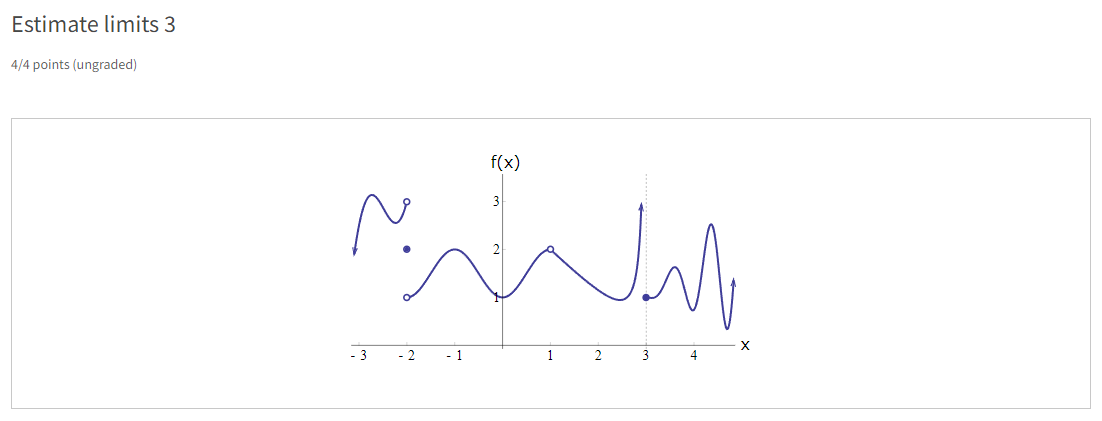 Estimate limits 3
4/4 points (ungraded)
f(x)
3
2
1
x
- 3 - 2 - 1 1 2 3 4